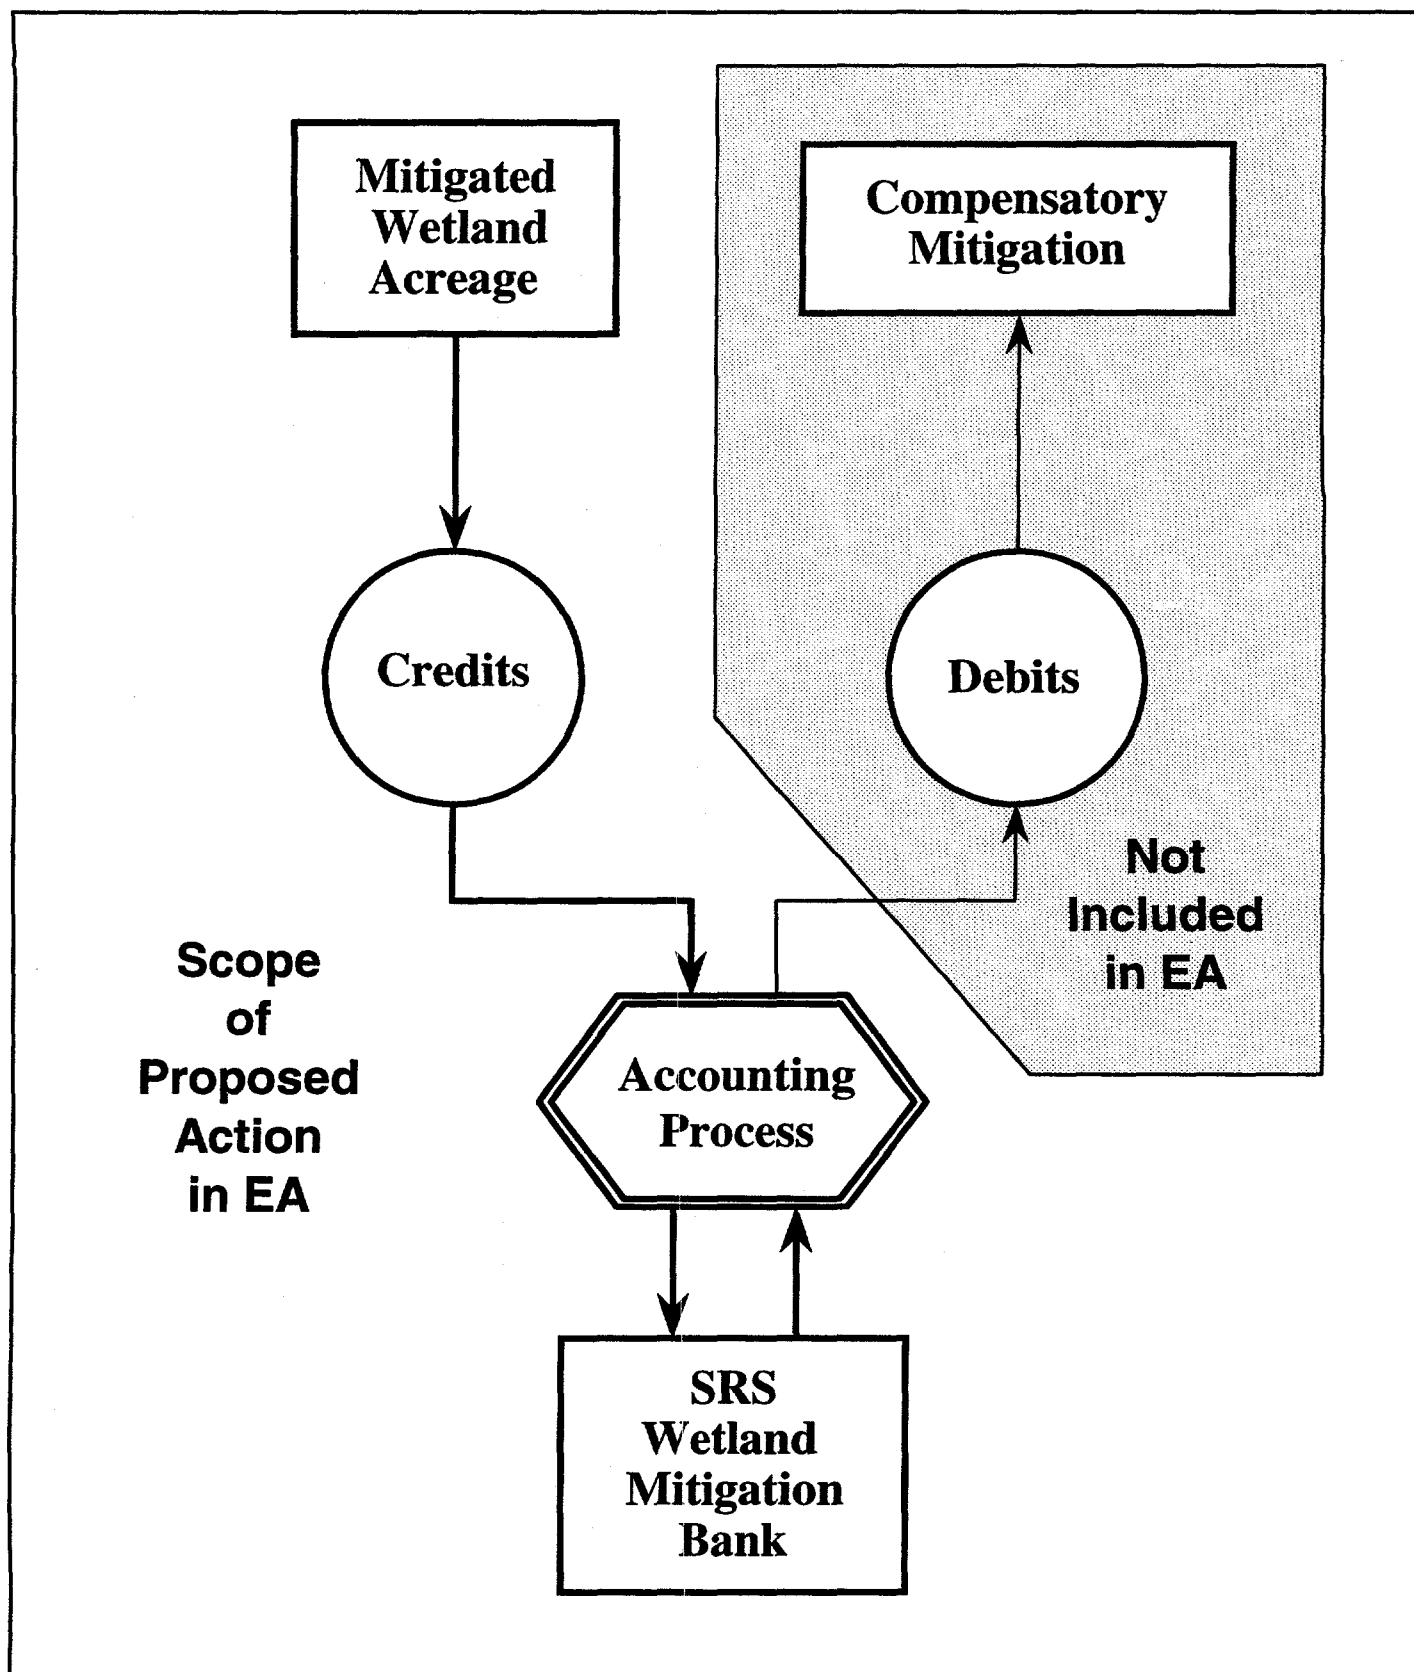 Mitigated
Wetland
Acreage
Compensatory
Mitigation
Credits
Debits
Not
Included
in EA
Scope
of
Proposed
Action
in EA
Accounting
Process
SRS
Wetland
Mitigation
Bank